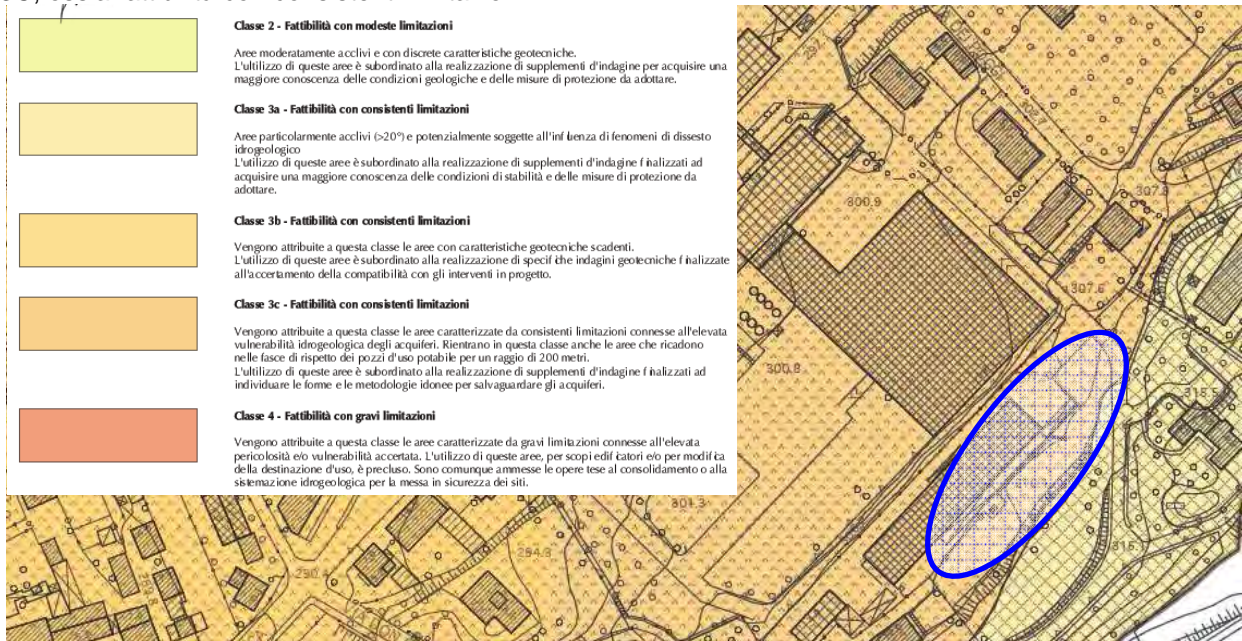 Classe 2 - Fattibilità con modeste limitazioni
Aree moderatamente acclivi e con discrete caratteristiche geotecniche.
L'ultilizzo di queste aree è subordinato alla realizzazione di supplementi d'indagine per acquisire una
maggiore conoscenza delle condizioni geologiche e delle misure di protezione da adottare.
Classe 3a - Fattibilità con consistenti limitazioni
Aree particolarmente acclivi (>20°) e potenzialmente soggette all'influenza di fenomeni di dissesto
idrogeologico
L'utilizzo di queste aree è subordinato alla realizzazione di supplementi d'indagine finalizzati ad
acquisire una maggiore conoscenza delle condizioni di stabilità e delle misure di protezione da
adottare.
Classe 3b - Fattibilità con consistenti limitazioni
Vengono attribuite a questa classe le aree con caratteristiche geotecniche scadenti.
L'utilizzo di queste aree è subordinato alla realizzazione di specifiche indagini geotecniche finalizzate
all'accertamento della compatibilità con gli interventi in progetto.
Classe 3c - Fattibilità con consistenti limitazioni
Vengono attribuite a questa classe le aree caratterizzate da consistenti limitazioni connesse all'elevata
vulnerabilità idrogeologica degli acquiferi. Rientrano in questa classe anche le aree che ricadono
nelle fasce di rispetto dei pozzi d'uso potabile per un raggio di 200 metri.
L'ultilizzo di queste aree è subordinato alla realizzazione di supplementi d'indagine finalizzati ad
individuare le forme e le metodologie idonee per salvaguardare gli acquiferi.
Classe 4 - Fattibilità con gravi limitazioni
Vengono attribuite a questa classe le aree caratterizzate da gravi limitazioni connesse all'elevata
pericolosità e/o vulnerabilità accertata. L'utilizzo di queste aree, per scopi edificatori e/o per modifica
della destinazione d'uso, è precluso. Sono comunque ammesse le opere tese al consolidamento o alla
sistemazione idrogeologica per la messa in sicurezza dei siti.
300.9
307.6
300.8
315.5
301.3
294.3